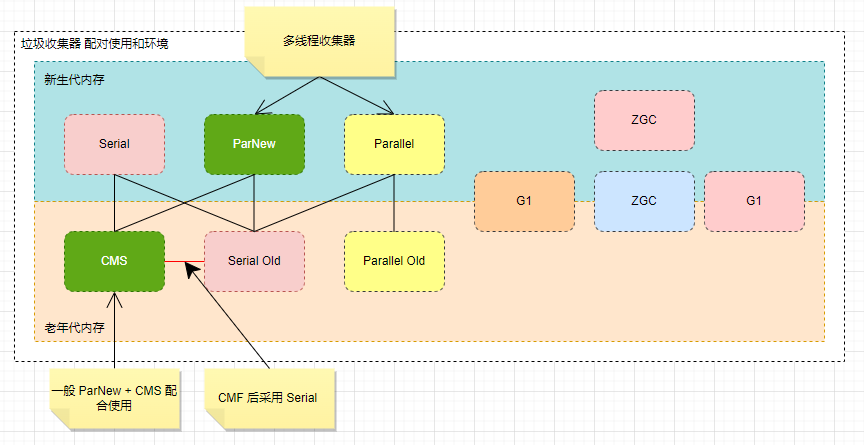 多线程收集器
垃圾收集器 配对使用和环境
新生代内存
ZGC
Serial
ParNew
Parallel
G1
ZGC
G1
CMS
Serial Old
Parallel Old
老年代内存
一般 ParNew + CMS 配
合使用
CMF 后采用 Serial